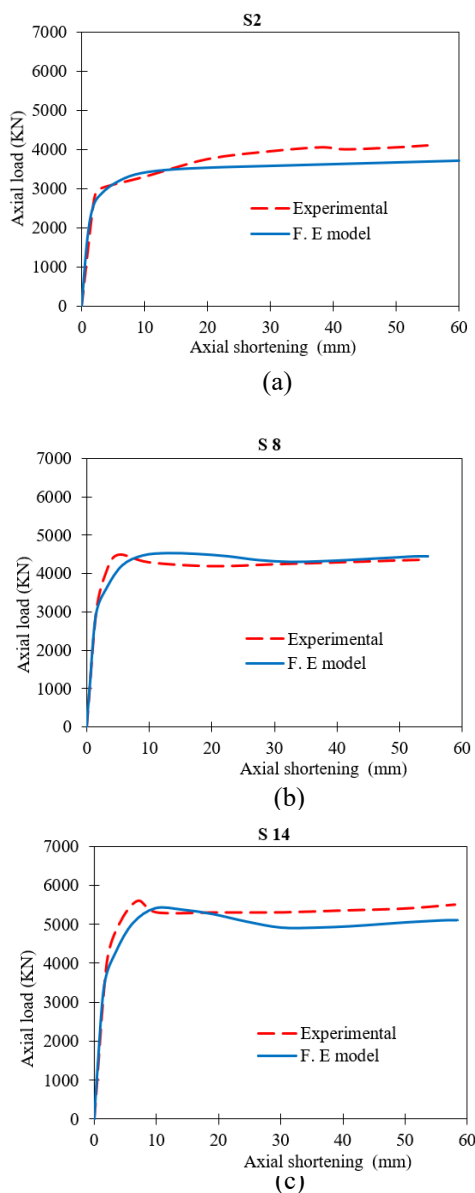 S2
7000
6000
5000
4000
3000
2000
1000
0
Axial load (KN)
Experimental
F. E model
0 10 20 30 40 50 60
Axial shortening (mm)
(a)
S 8
7000
6000
5000
4000
3000
2000
1000
0
Axial load (KN)
Experimental
F. E model
0 10 20 30 40 50 60
Axial shortening (mm)
(b)
S 14
7000
6000
5000
4000
3000
2000
1000
0
Axial load (KN)
Experimental
F. E model
0 10 20 30 40 50 60
Axial shortening (mm)
(c)